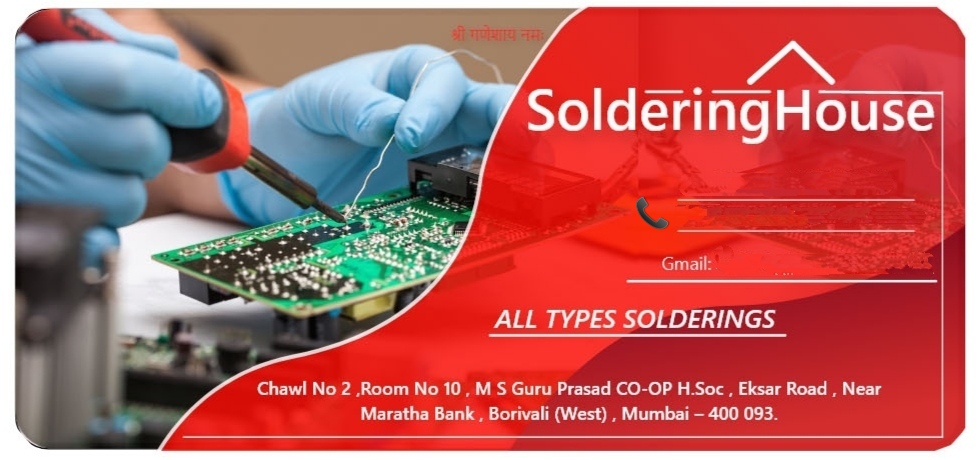 श्री गणेशाय नमः
SolderingHouse
Gmail:
ALL TYPES SOLDERINGS
Chawl No 2 ,Room No 10 , M S Guru Prasad CO-OP H.Soc , Eksar Road , Near
Maratha Bank , Borivali (West) , Mumbai – 400 093.